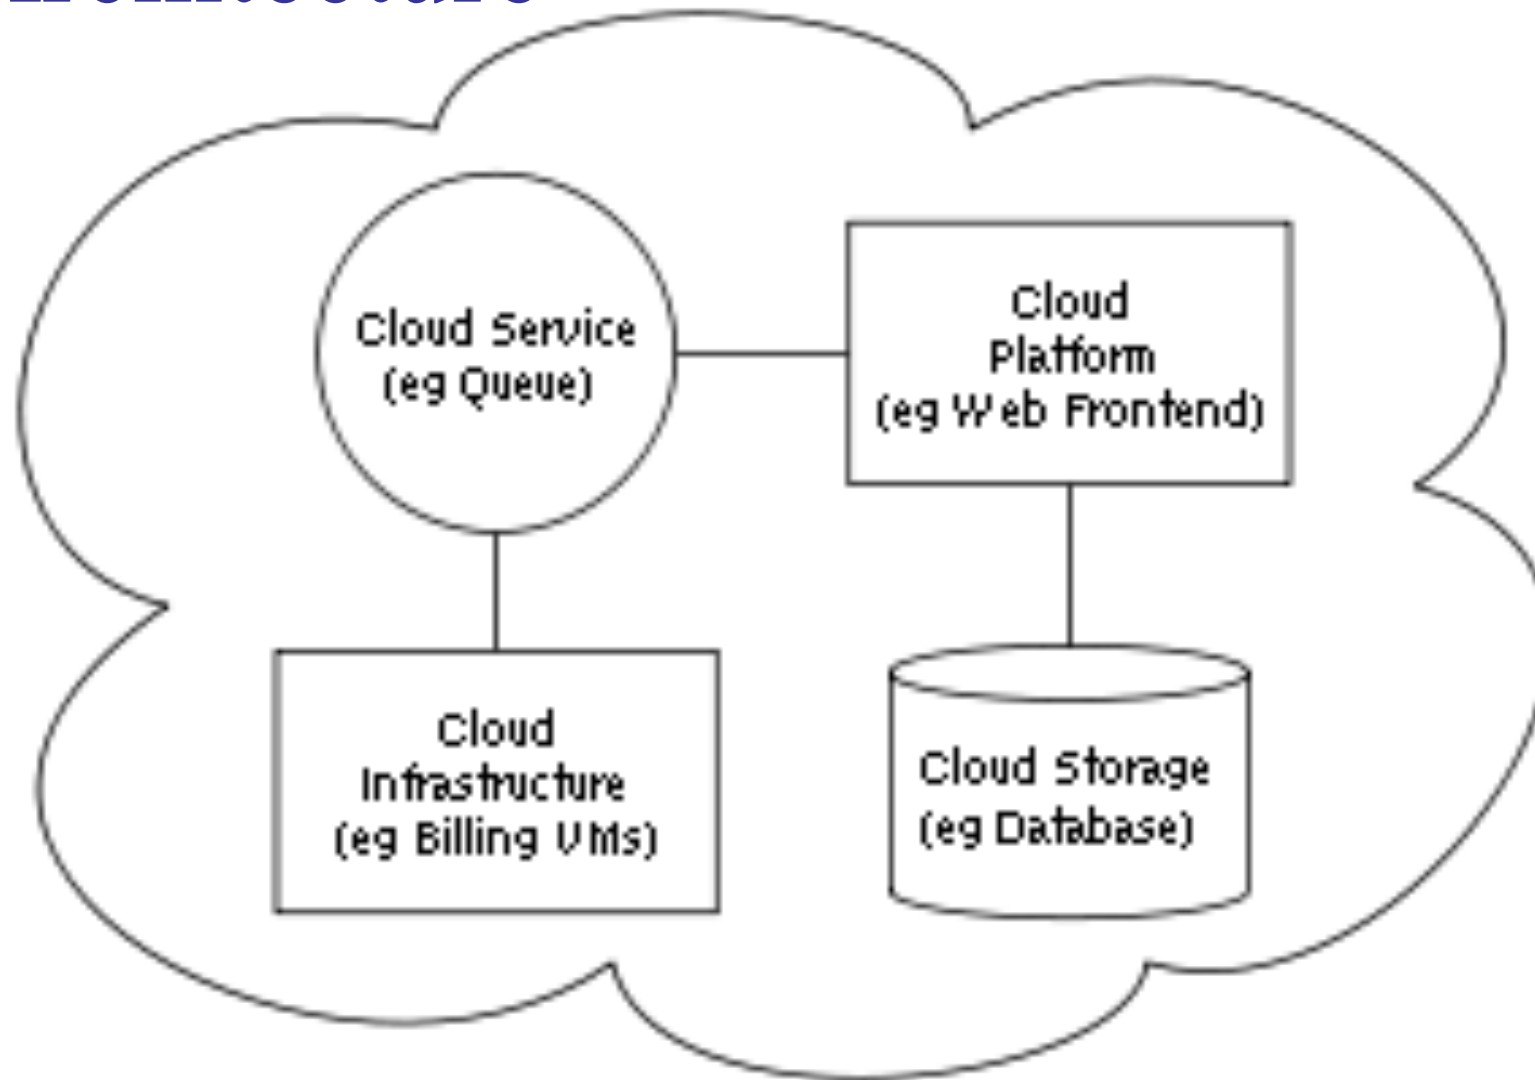 Cloud Service
(eg Queue)
Cloud
Platform
(eg Web Frontend)
Cloud
Infrastructure
(eg Billing VMs)
Cloud Storage
(eg Database)